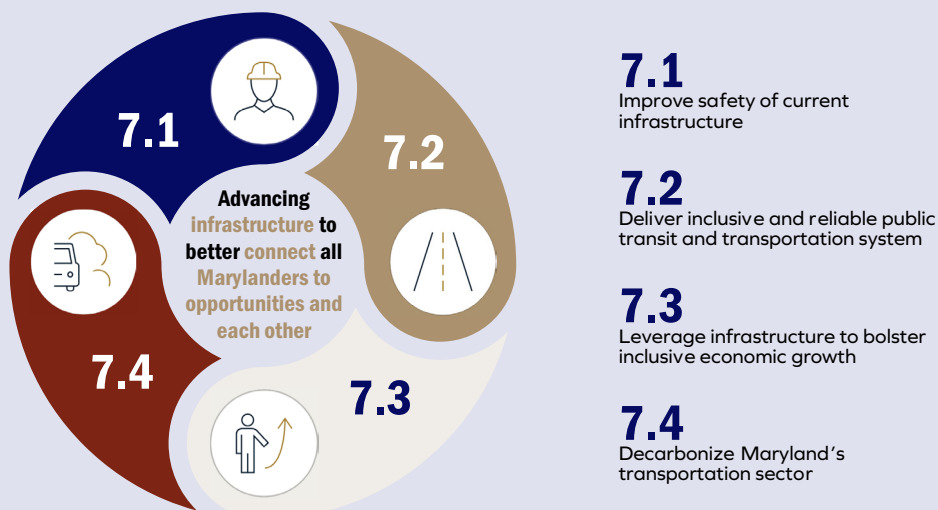 7.1
7.2
Advancing
infrastructure to
better connect all
Marylanders to
opportunities and
each other
7.4
7.3
7.1
Improve safety of current
infrastructure
7.2
Deliver inclusive and reliable public
transit and transportation system
7.3
Leverage infrastructure to bolster
inclusive economic growth
7.4
Decarbonize Maryland's
transportation sector